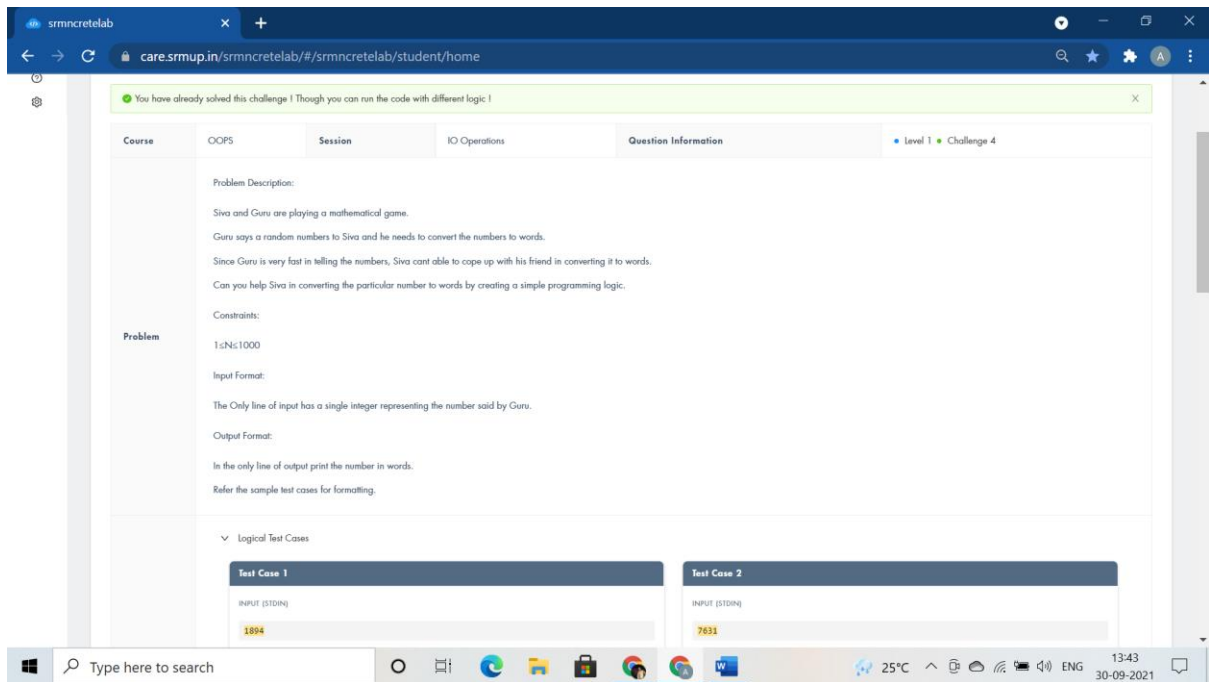 srmncretelab
care.srmup.in/srmncretelab/#/srmncretelab/student/home
A
You have already solved this challenge ! Though you can run the code with different logic !
Course OOPS Session IO Operations Question Information Level 1 Challenge 4
Problem Description:
Siva and Guru are playing a mathematical game.
Guru says a random numbers to Siva and he needs to convert the numbers to words.
Since Guru is very fast in telling the numbers, Siva cant able to cope up with his friend in converting it to words.
Can you help Siva in converting the particular number to words by creating a simple programming logic.
Constraints:
Problem
1≤N≤1000
Input Format:
The Only line of input has a single integer representing the number said by Guru.
Output Format:
In the only line of output print the number in words.
Refer the sample test cases for formatting.
Logical Test Cases
Test Case 1 Test Case 2
INPUT (STDIN) INPUT (STDIN)
1894 7631
Type here to search 25°C ENG 13:43
30-09-2021